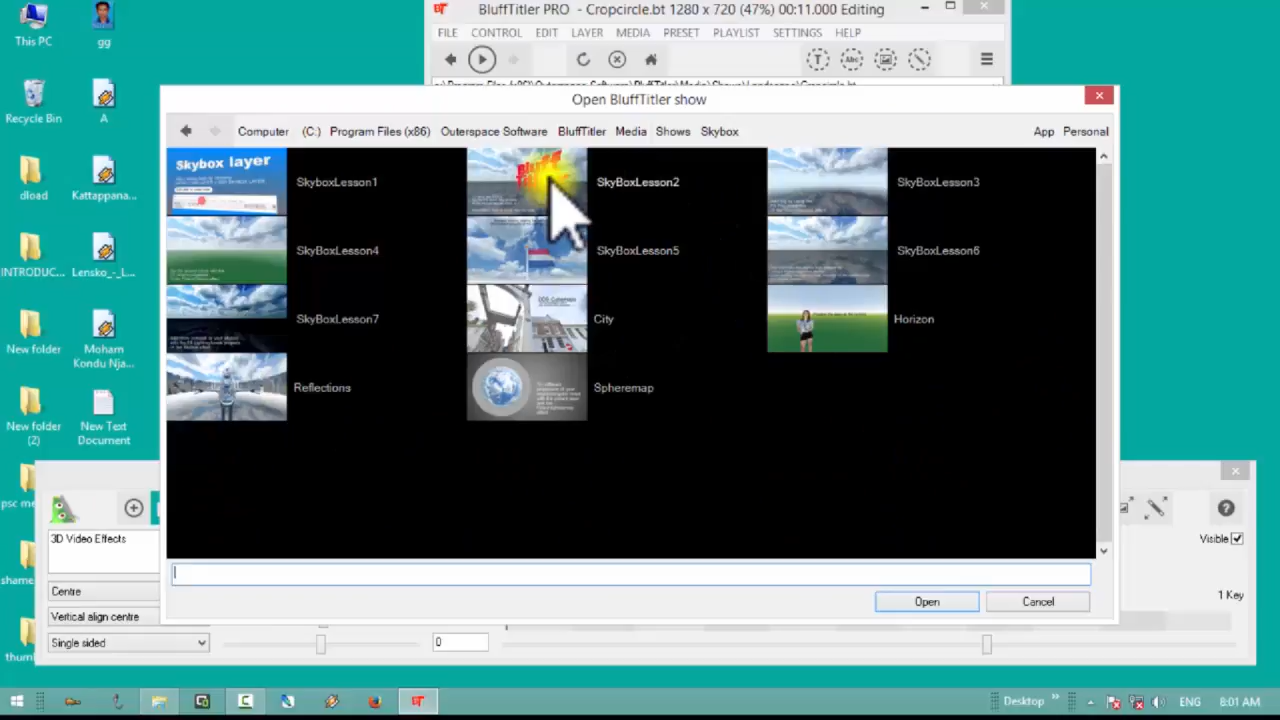 BluffTitler PRO - Cropcircle.bt 1280 x 720 (47%) 00:11.000 Editing
FILE CONTROL EDIT LAYER MEDIA PRESET PLAYLIST SETTINGS HELP
This PC
gg
Recycle Bin
A
dload
Kattappana...
INTRODUC...
Lensko_-_L...
New folder
Moham
Kondu Nja...
New folder
(2)
New Text
Document
Open BluffTitler show
Computer (C:) Program Files (x86) Outerspace Software BluffTitler Media Shows Skybox App Personal
Skybox layer
SkyboxLesson1
SkyBoxLesson2
SkyBoxLesson3
SkyBoxLesson4
SkyBoxLesson5
SkyBoxLesson6
SkyBoxLesson7
City
Horizon
Reflections
Spheremap
Open
Cancel
3D Video Effects
Visible
Centre
1 Key
Vertical align centre
Single sided
0
Desktop
ENG
8:01 AM